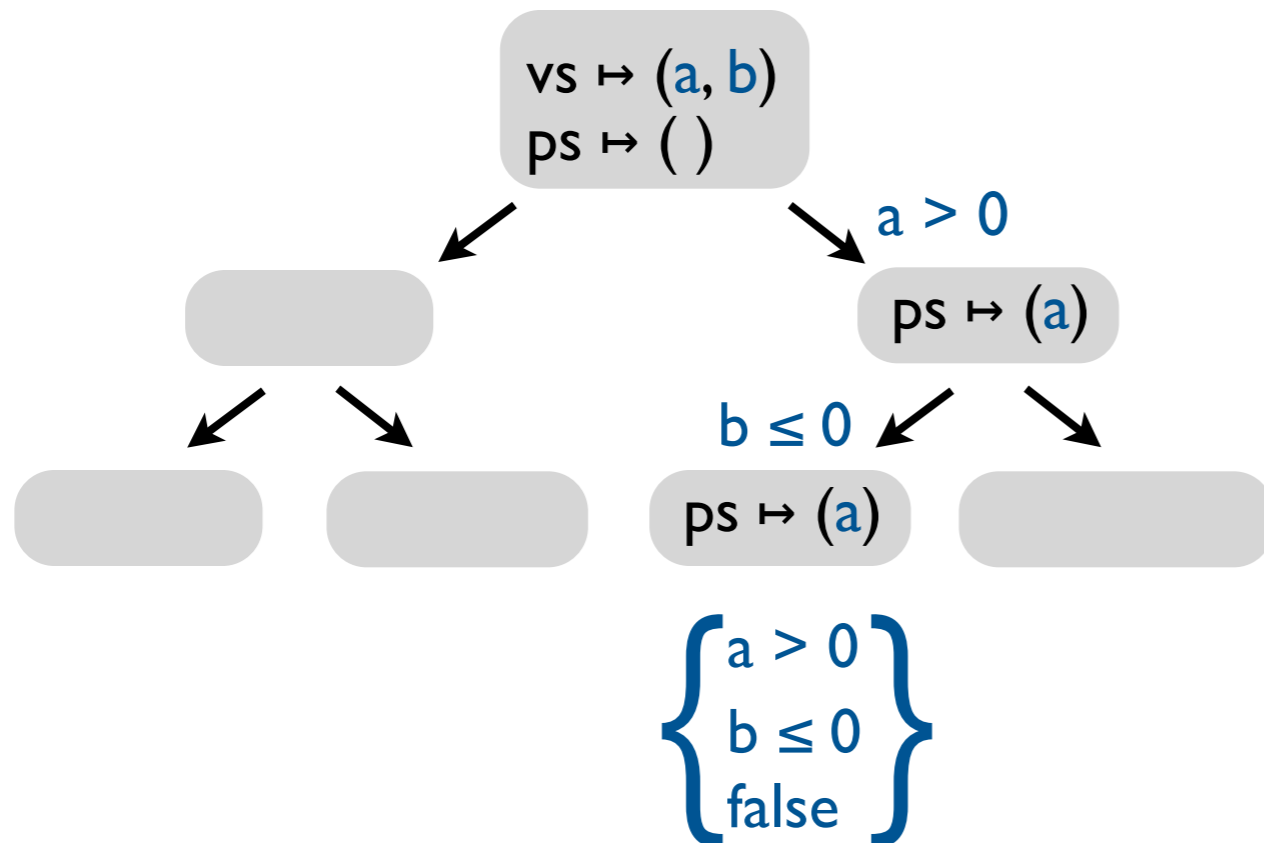 vs ↦ (a, b)
ps ↦ ( )
a > 0
ps ↦ (a)
b ≤ 0
ps ↦ (a)
a > 0
b ≤ 0
false